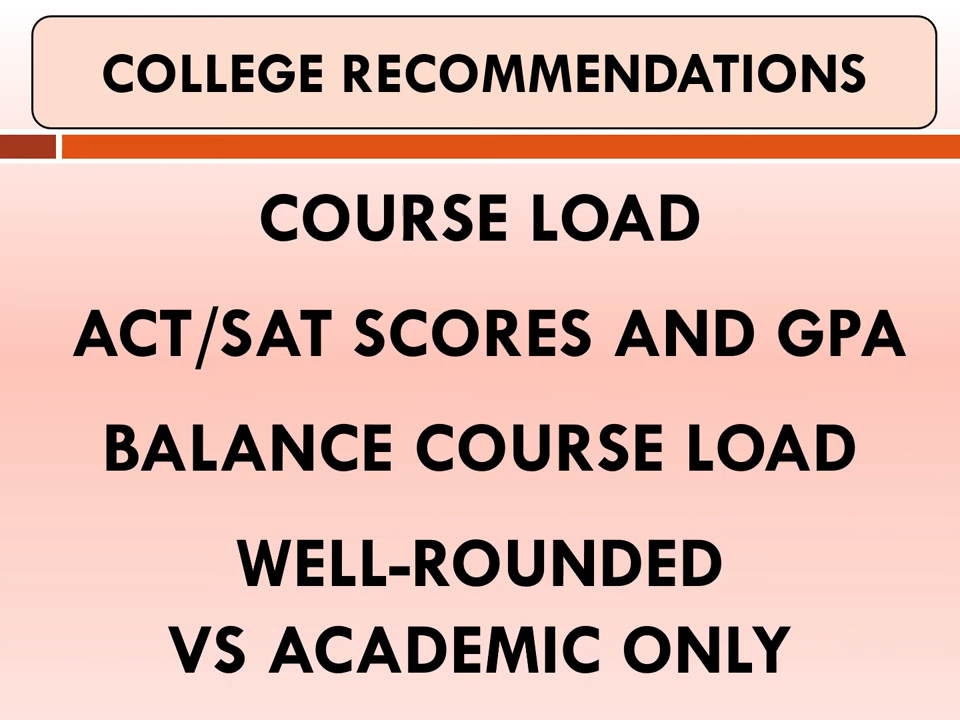 COLLEGE RECOMMENDATIONS
COURSE LOAD
ACT/SAT SCORES AND GPA
BALANCE COURSE LOAD
WELL-ROUNDED
VS ACADEMIC ONLY